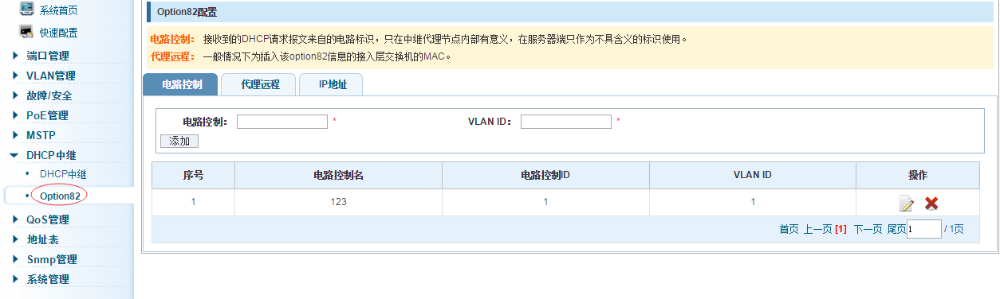 系统首页
快速配置
端口管理
VLAN管理
故障/安全
PoE管理
MSTP
DHCP中继
DHCP中继
Option82
QoS管理
地址表
Snmp管理
系统管理
Option82配置
电路控制： 接收到的DHCP请求报文来自的电路标识，只在中继代理节点内部有意义，在服务器端只作为不具含义的标识使用。
代理远程： 一般情况下为插入该option82信息的接入层交换机的MAC。
电路控制 代理远程 IP地址
电路控制： * VLAN ID： *
添加
序号 电路控制名 电路控制ID VLAN ID 操作
1 123 1 1
首页 上一页 [1] 下一页 尾页 1 / 1页